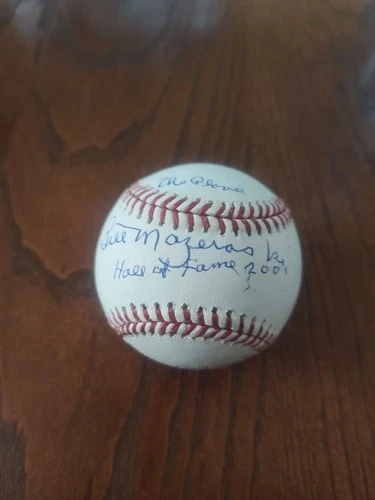 The Glove
Bill Mazeroski
Hall of Fame 2001